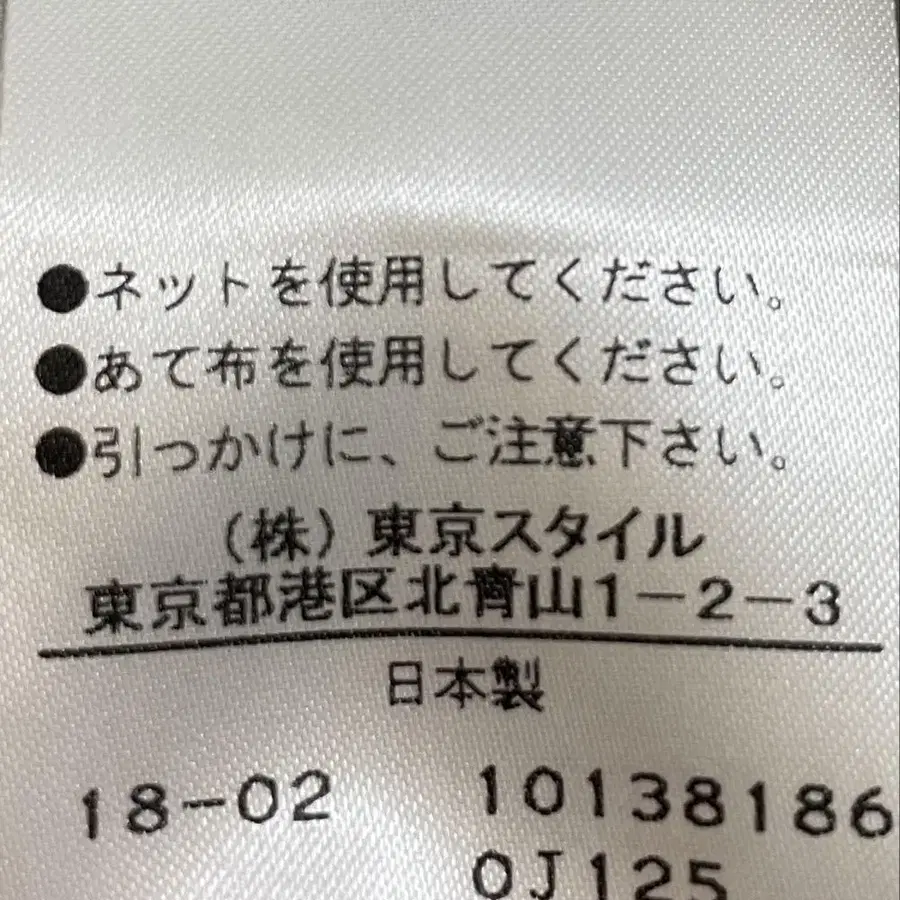 ●ネットを使用してください。
●あて布を使用してください。
●引っかけに、ご注意下さい。
(株)東京スタイル
東京都港区北青山1-2-3
日本製
18-02 10138186
0J125